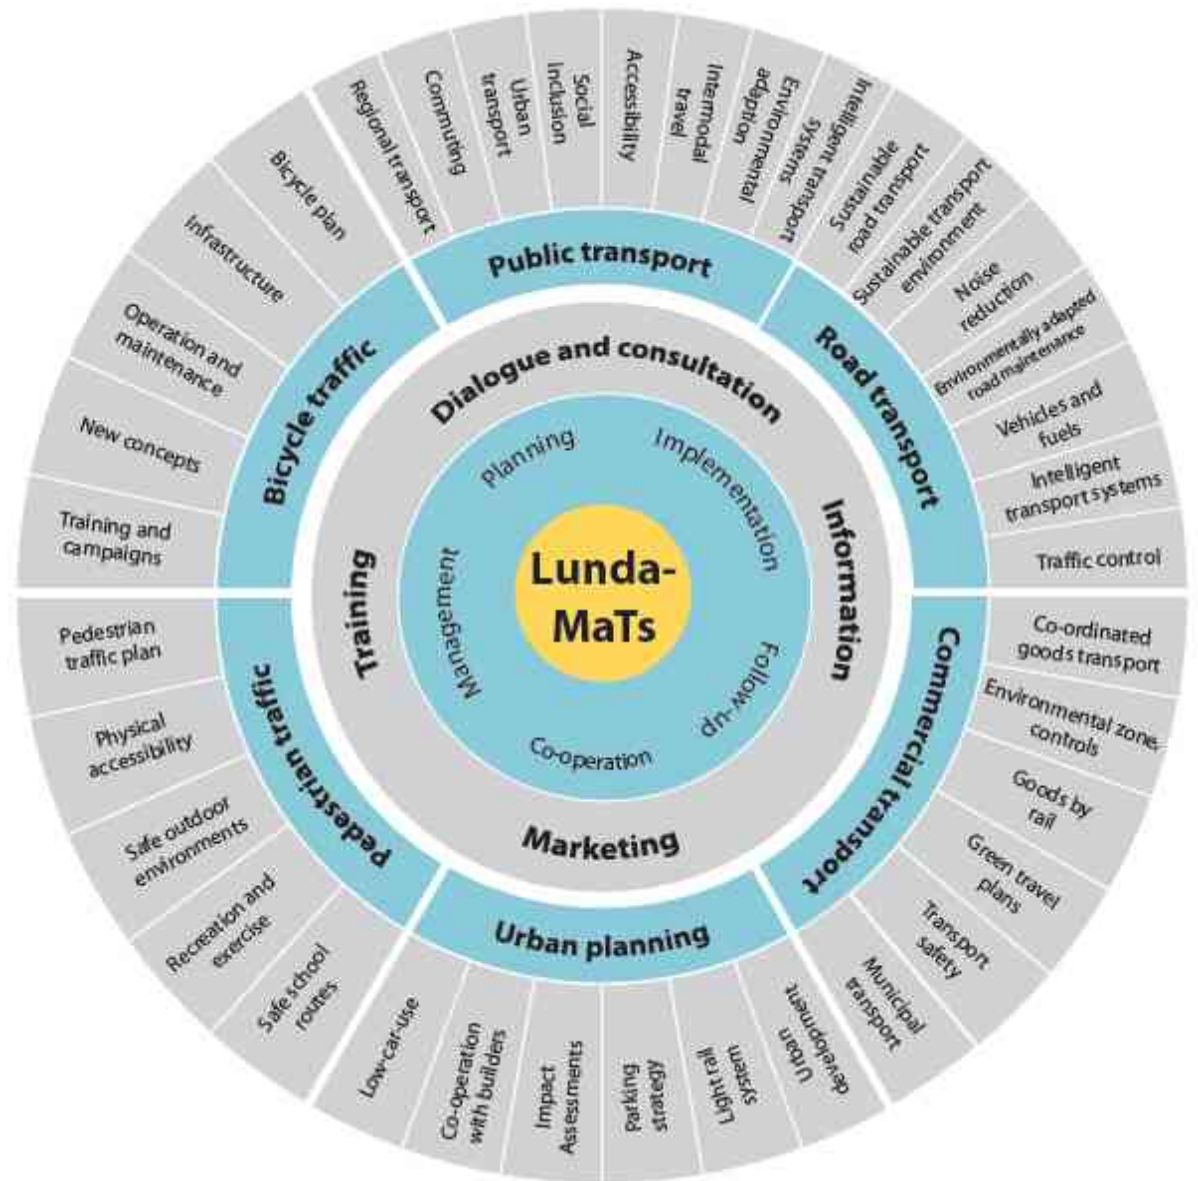 Lunda-
MaTs
Planning
Implementation
Follow-up
Co-operation
Management
Dialogue and consultation
Information
Marketing
Training
Public transport
Regional transport
Commuting
Urban
transport
Social
Inclusion
Accessibility
Intermodal
travel
Environmental
adaption
Intelligent transport
systems
Road transport
Sustainable
road transport
Sustainable transport
environment
Noise
reduction
Environmentally adapted
road maintenance
Vehicles and
fuels
Intelligent
transport systems
Traffic control
Commercial transport
Co-ordinated
goods transport
Environmental zone
controls
Goods by
rail
Green travel
plans
Transport
safety
Municipal
transport
Urban planning
Urban
development
Light rail
system
Parking
strategy
Impact
Assessments
Co-operation
with builders
Low-car-use
Pedestrian traffic
Safe school
routes
Recreation and
exercise
Safe outdoor
environments
Physical
accessibility
Pedestrian
traffic plan
Bicycle traffic
Training and
campaigns
New concepts
Operation and
maintenance
Infrastructure
Bicycle plan